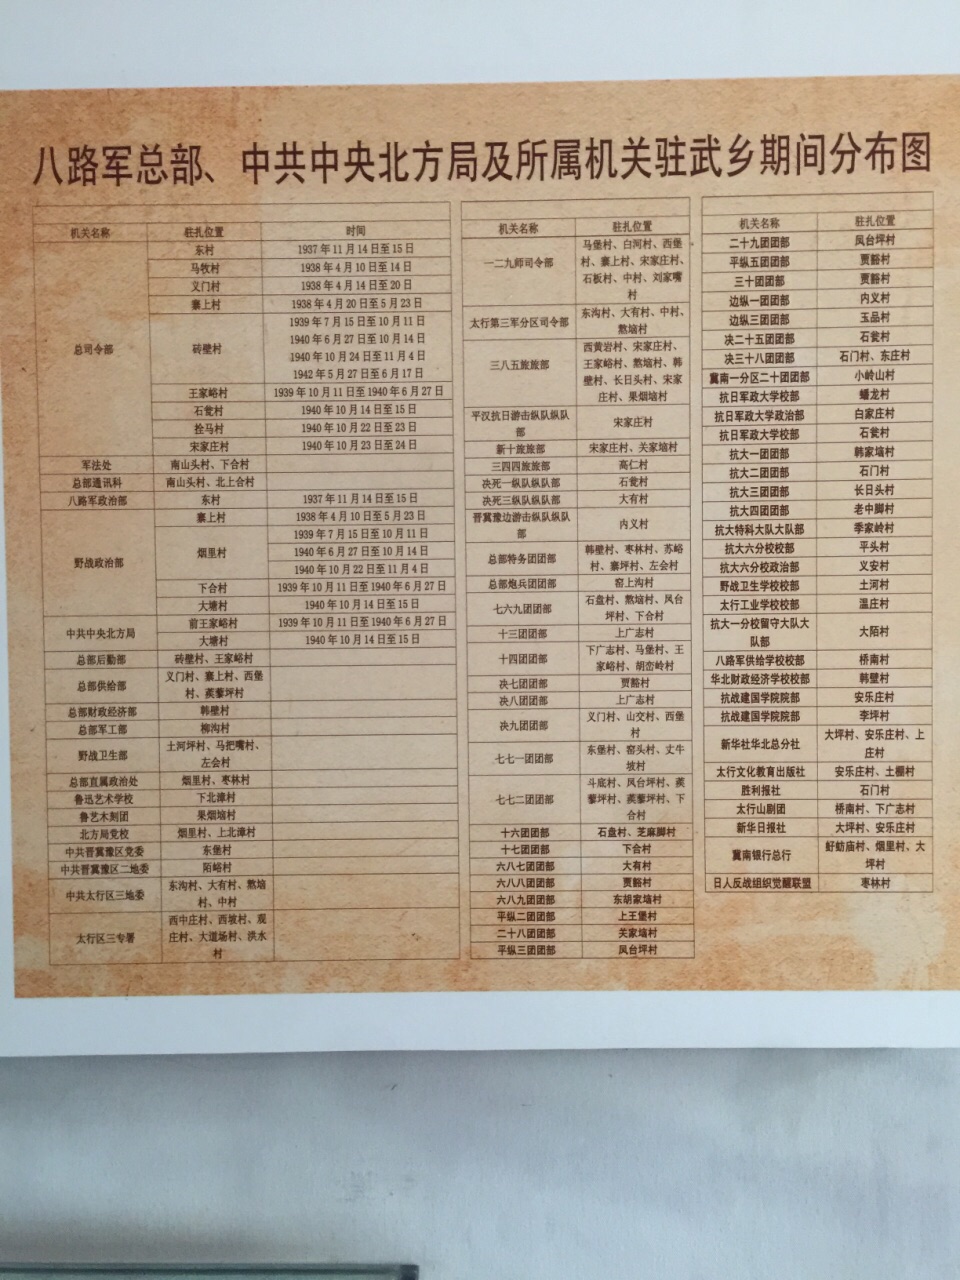 八路军总部、中共中央北方局及所属机关驻武乡期间分布图
机关名称 驻扎位置 时间
总司令部 东村 1937年11月14日至15日
马牧村 1938年4月10日至14日
义门村 1938年4月14日至20日
寨上村 1938年4月20日至5月23日
砖壁村 1939年7月15日至10月11日
1940年6月27日至10月14日
1940年10月24日至11月4日
1942年5月27日至6月17日
王家峪村 1939年10月11日至1940年6月27日
石瓮村 1940年10月14日至15日
拴马村 1940年10月22日至23日
宋家庄村 1940年10月23日至24日
军法处 南山头村、下合村
总部通讯科 南山头村、北上合村
八路军政治部 东村 1937年11月14日至15日
野战政治部 寨上村 1938年4月10日至5月23日
烟里村 1939年7月15日至10月11日
1940年6月27日至10月14日
1940年10月22日至11月4日
下合村 1939年10月11日至1940年6月27日
大塘村 1940年10月14日至15日
中共中央北方局 前王家峪村 1939年10月11日至1940年6月27日
大塘村 1940年10月14日至15日
总部后勤部 砖壁村、王家峪村
总部供给部 义门村、寨上村、西堡
村、蒺藜坪村
总部财政经济部 韩壁村
总部军工部 柳沟村
野战卫生部 土河坪村、马把嘴村、
左会村
总部直属政治处 烟里村、枣林村
鲁迅艺术学校 下北漳村
鲁艺木刻团 果烟垴村
北方局党校 烟里村、上北漳村
中共晋冀豫区党委 东堡村
中共晋冀豫区二地委 陌峪村
中共太行区三地委 东沟村、大有村、熬垴
村、中村
太行区三专署 西中庄村、西坡村、观
庄村、大道场村、洪水
村
机关名称 驻扎位置
一二九师司令部 马堡村、白河村、西堡
村、寨上村、宋家庄村、
石板村、中村、刘家嘴
村
太行第三军分区司令部 东沟村、大有村、中村、
熬垴村
三八五旅旅部 西黄岩村、宋家庄村、
王家峪村、熬垴村、韩
壁村、长日头村、宋家
庄村、果烟垴村
平汉抗日游击纵队纵队
部 宋家庄村
新十旅旅部 宋家庄村、关家垴村
三四四旅旅部 高仁村
决死一纵队纵队部 石瓮村
决死三纵队纵队部 大有村
晋冀豫边游击纵队纵队
部 内义村
总部特务团团部 韩壁村、枣林村、苏峪
村、寨坪村、左会村
总部炮兵团团部 窑上沟村
七六九团团部 石盘村、熬垴村、凤台
坪村、下合村
十三团团部 上广志村
十四团团部 下广志村、马堡村、王
家峪村、胡峦岭村
决七团团部 贾豁村
决八团团部 上广志村
决九团团部 义门村、山交村、西堡
村
七七一团团部 东堡村、窑头村、丈牛
坡村
七七二团团部 斗底村、凤台坪村、蒺
藜坪村、蒺藜坪村、下
合村
十六团团部 石盘村、芝麻脚村
十七团团部 下合村
六八七团团部 大有村
六八八团团部 贾豁村
六八九团团部 东胡家垴村
平纵二团团部 上王堡村
二十八团团部 关家垴村
平纵三团团部 凤台坪村
机关名称 驻扎位置
二十九团团部 凤台坪村
平纵五团团部 贾豁村
三十团团部 贾豁村
边纵一团团部 内义村
边纵三团团部 玉品村
决二十五团团部 石瓮村
决三十八团团部 石门村、东庄村
冀南一分区二十团团部 小岭山村
抗日军政大学校部 蟠龙村
抗日军政大学政治部 白家庄村
抗日军政大学校部 石瓮村
抗大一团团部 韩家垴村
抗大二团团部 石门村
抗大三团团部 长日头村
抗大四团团部 老中脚村
抗大特科大队大队部 季家岭村
抗大六分校校部 平头村
抗大六分校政治部 义安村
野战卫生学校校部 土河村
太行工业学校校部 温庄村
抗大一分校留守大队大
队部 大陌村
八路军供给学校校部 桥南村
华北财政经济学校校部 韩壁村
抗战建国学院院部 安乐庄村
抗战建国学院院部 李坪村
新华社华北总分社 大坪村、安乐庄村、上
庄村
太行文化教育出版社 安乐庄村、土棚村
胜利报社 石门村
太行山剧团 桥南村、下广志村
新华日报社 大坪村、安乐庄村
冀南银行总行 好蚄庙村、烟里村、大
坪村
日人反战组织觉醒联盟 枣林村